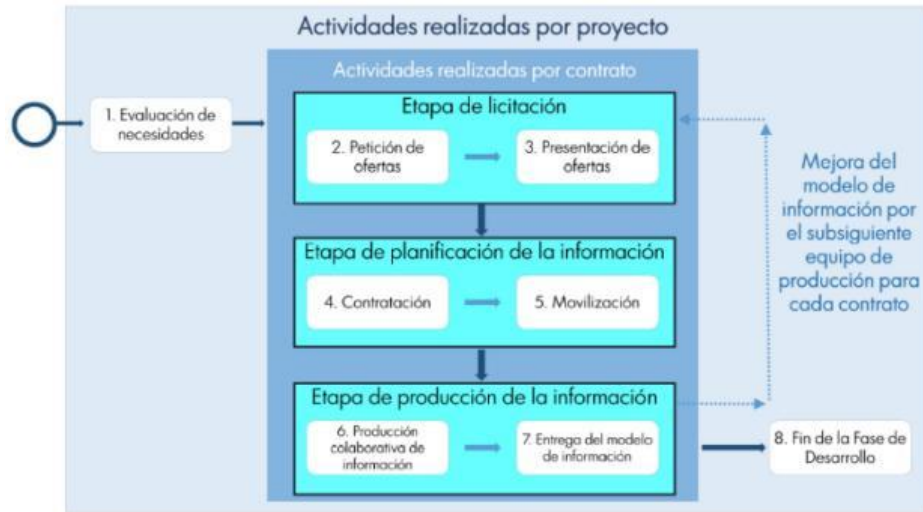 Actividades realizadas por proyecto
Actividades realizadas por contrato
1. Evaluación de
necesidades
Etapa de licitación
2. Petición de
ofertas
3. Presentación de
ofertas
Etapa de planificación de la información
4. Contratación
5. Movilización
Etapa de producción de la información
6. Producción
colaborativa de
información
7. Entrega del modelo
de información
8. Fin de la Fase de
Desarrollo
Mejora del
modelo de
información por
el subsiguiente
equipo de
producción para
cada contrato